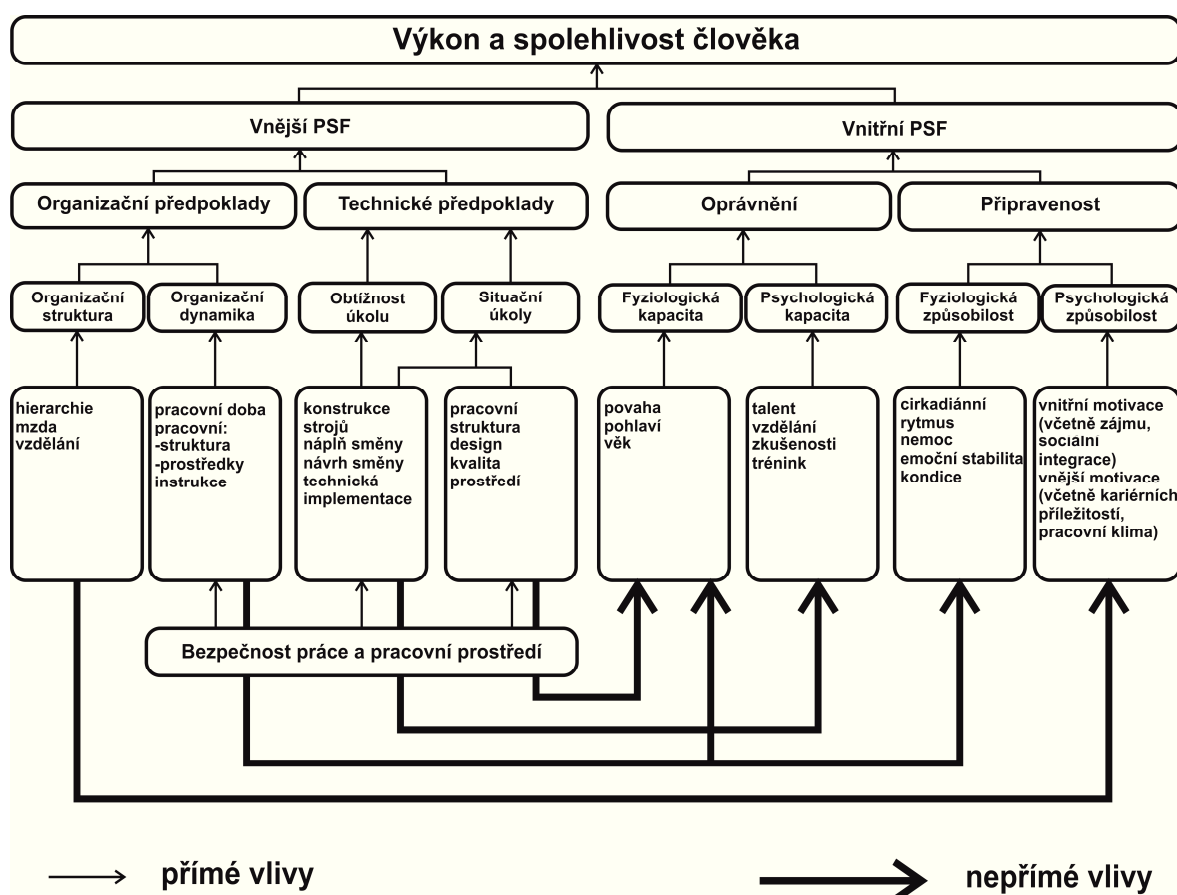 Výkon a spolehlivost člověka
Vnější PSF
Vnitřní PSF
Organizační předpoklady
Technické předpoklady
Oprávnění
Připravenost
Organizační
struktura
Organizační
dynamika
Obtížnost
úkolu
Situační
úkoly
Fyziologická
kapacita
Psychologická
kapacita
Fyziologická
způsobilost
Psychologická
způsobilost
hierarchie
mzda
vzdělání
pracovní doba
pracovní:
-struktura
-prostředky
instrukce
konstrukce
strojů
náplň směny
návrh směny
technická
implementace
pracovní
struktura
design
kvalita
prostředí
povaha
pohlaví
věk
talent
vzdělání
zkušenosti
trénink
cirkadiánní
rytmus
nemoc
emoční stabilita
kondice
vnitřní motivace
(včetně zájmu,
sociální
integrace)
vnější motivace
(včetně kariérních
příležitostí,
pracovní klima)
Bezpečnost práce a pracovní prostředí
přímé vlivy
nepřímé vlivy